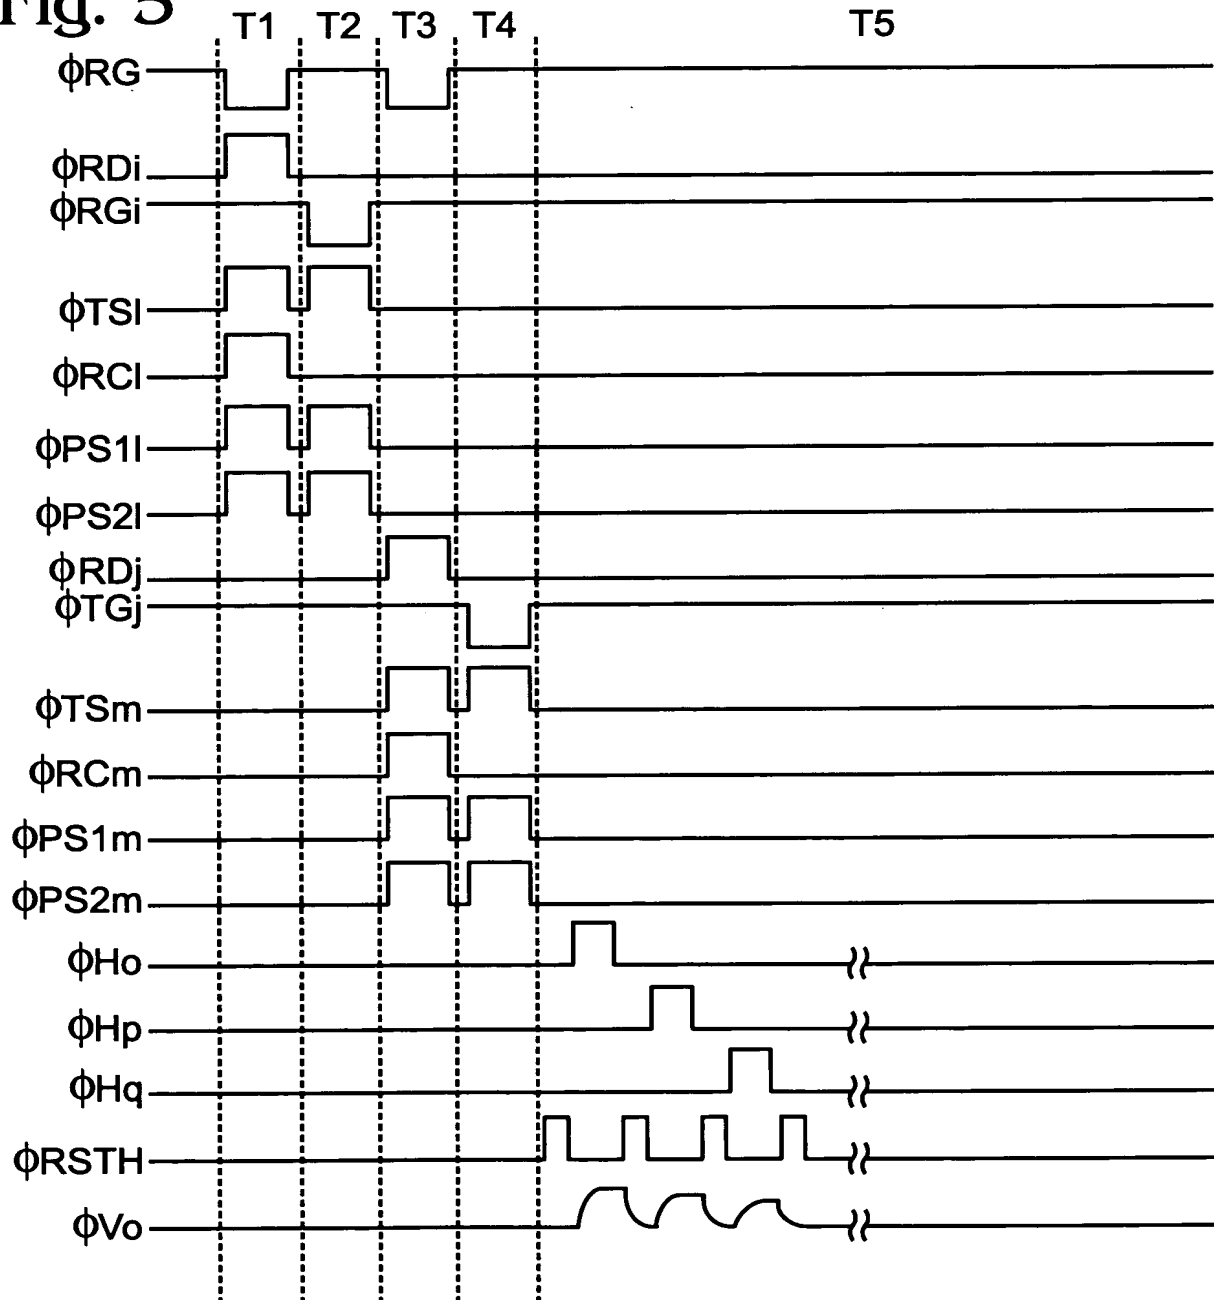 Fig. 5
T1 T2 T3 T4 T5
ϕRG
ϕRDi
ϕRGi
ϕTSl
ϕRCl
ϕPS1l
ϕPS2l
ϕRDj
ϕTGj
ϕTSm
ϕRCm
ϕPS1m
ϕPS2m
ϕHo
ϕHp
ϕHq
ϕRSTH
ϕVo